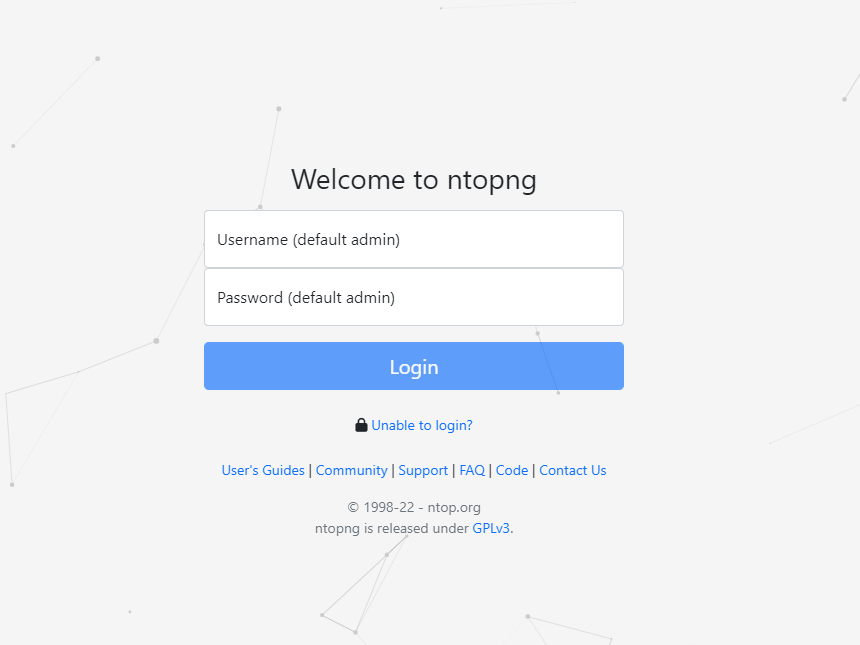 Welcome to ntopng
Username (default admin)
Password (default admin)
Login
Unable to login?
User's Guides | Community | Support | FAQ | Code | Contact Us
© 1998-22 - ntop.org
ntopng is released under GPLv3.